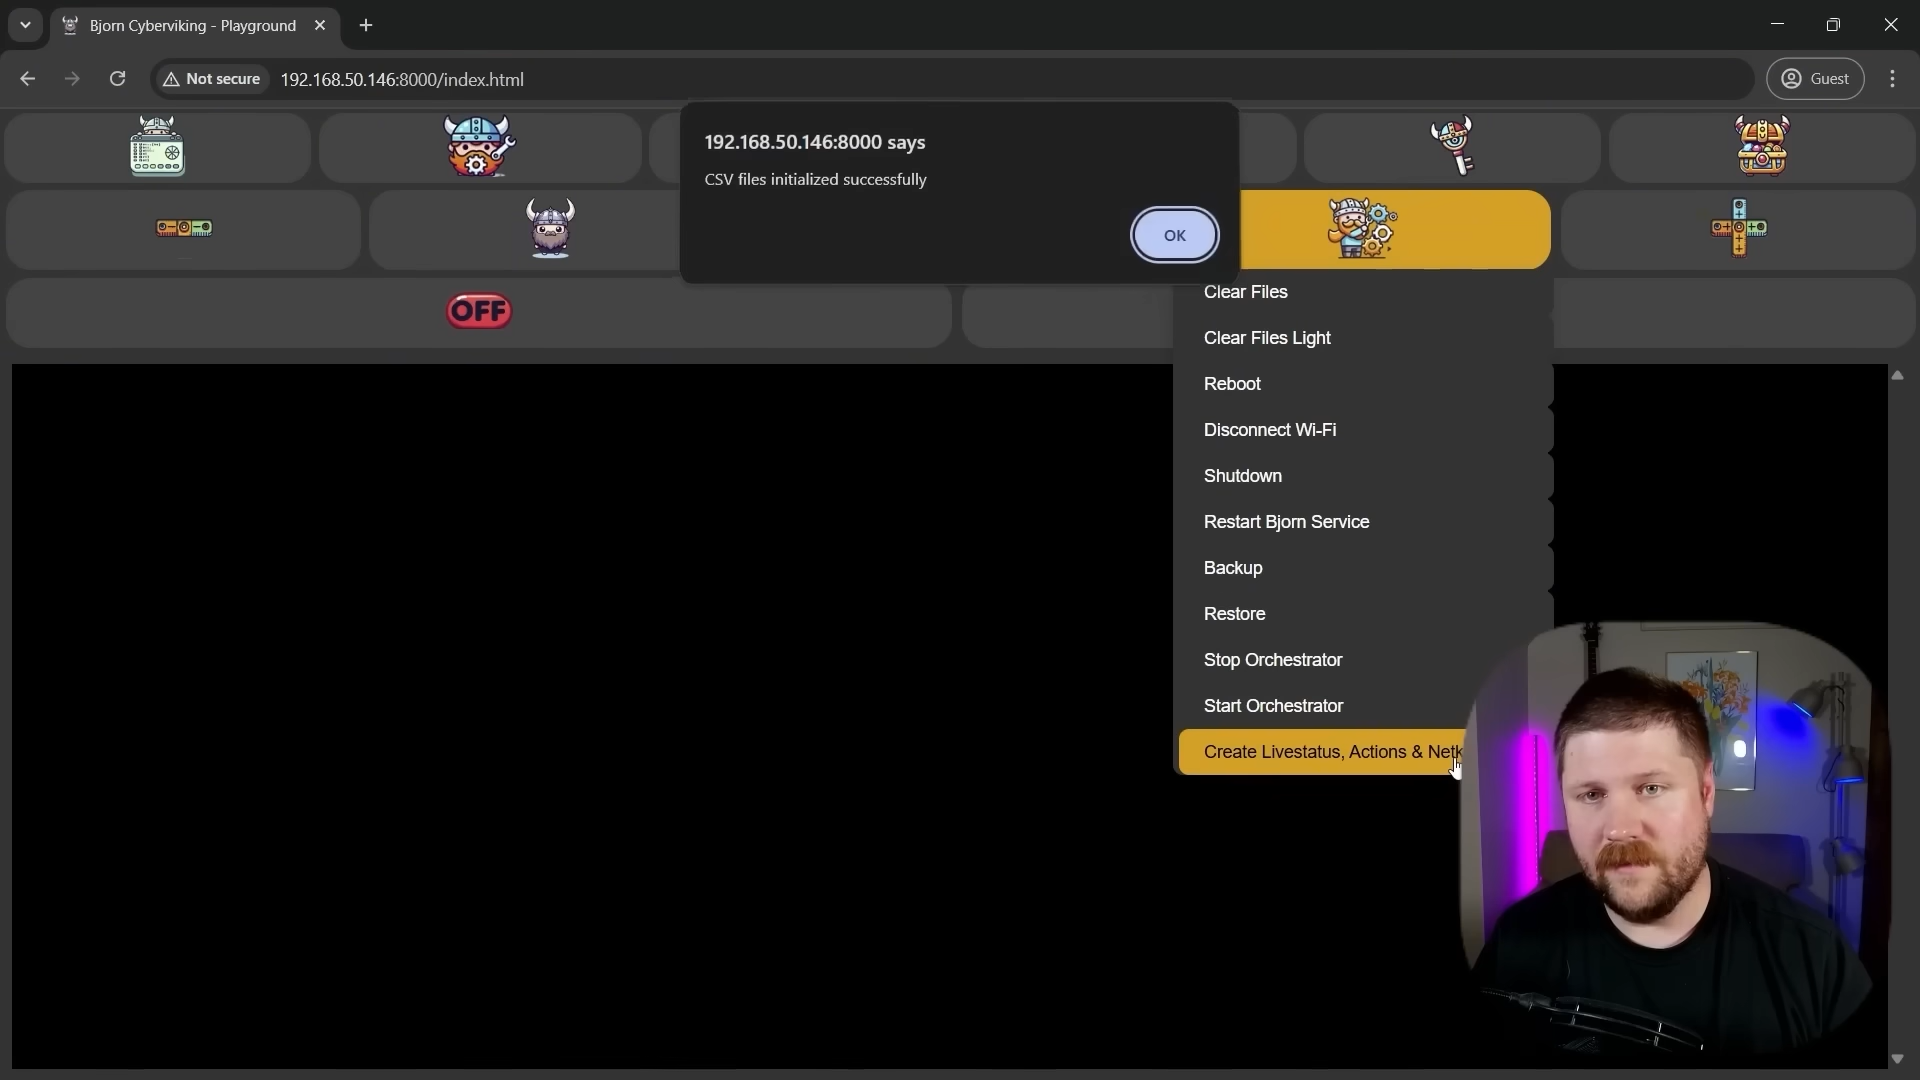 Bjorn Cyberviking - Playground
Not secure
192.168.50.146:8000/index.html
Guest
192.168.50.146:8000 says
CSV files initialized successfully
OK
OFF
Clear Files
Clear Files Light
Reboot
Disconnect Wi-Fi
Shutdown
Restart Bjorn Service
Backup
Restore
Stop Orchestrator
Start Orchestrator
Create Livestatus, Actions & Netk